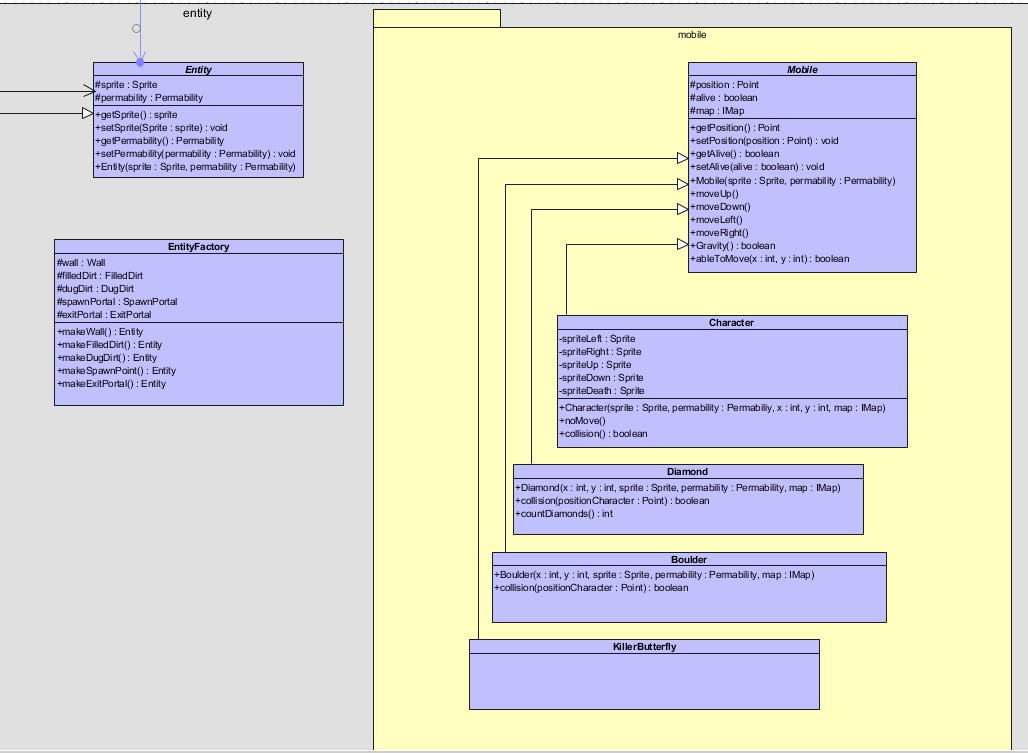 entity
mobile
Entity
#sprite : Sprite
#permability : Permability
+getSprite() : sprite
+setSprite(Sprite : sprite) : void
+getPermability() : Permability
+setPermability(permability : Permability) : void
+Entity(sprite : Sprite, permability : Permability)
EntityFactory
#wall : Wall
#filledDirt : FilledDirt
#dugDirt : DugDirt
#spawnPortal : SpawnPortal
#exitPortal : ExitPortal
+makeWall() : Entity
+makeFilledDirt() : Entity
+makeDugDirt() : Entity
+makeSpawnPoint() : Entity
+makeExitPortal() : Entity
Mobile
#position : Point
#alive : boolean
#map : IMap
+getPosition() : Point
+setPosition(position : Point) : void
+getAlive() : boolean
+setAlive(alive : boolean) : void
+Mobile(sprite : Sprite, permability : Permability)
+moveUp()
+moveDown()
+moveLeft()
+moveRight()
+Gravity() : boolean
+ableToMove(x : int, y : int) : boolean
Character
-spriteLeft : Sprite
-spriteRight : Sprite
-spriteUp : Sprite
-spriteDown : Sprite
-spriteDeath : Sprite
+Character(sprite : Sprite, permability : Permabiliy, x : int, y : int, map : IMap)
+noMove()
+collision() : boolean
Diamond
+Diamond(x : int, y : int, sprite : Sprite, permability : Permability, map : IMap)
+collision(positionCharacter : Point) : boolean
+countDiamonds() : int
Boulder
+Boulder(x : int, y : int, sprite : Sprite, permability : Permability, map : IMap)
+collision(positionCharacter : Point) : boolean
KillerButterfly